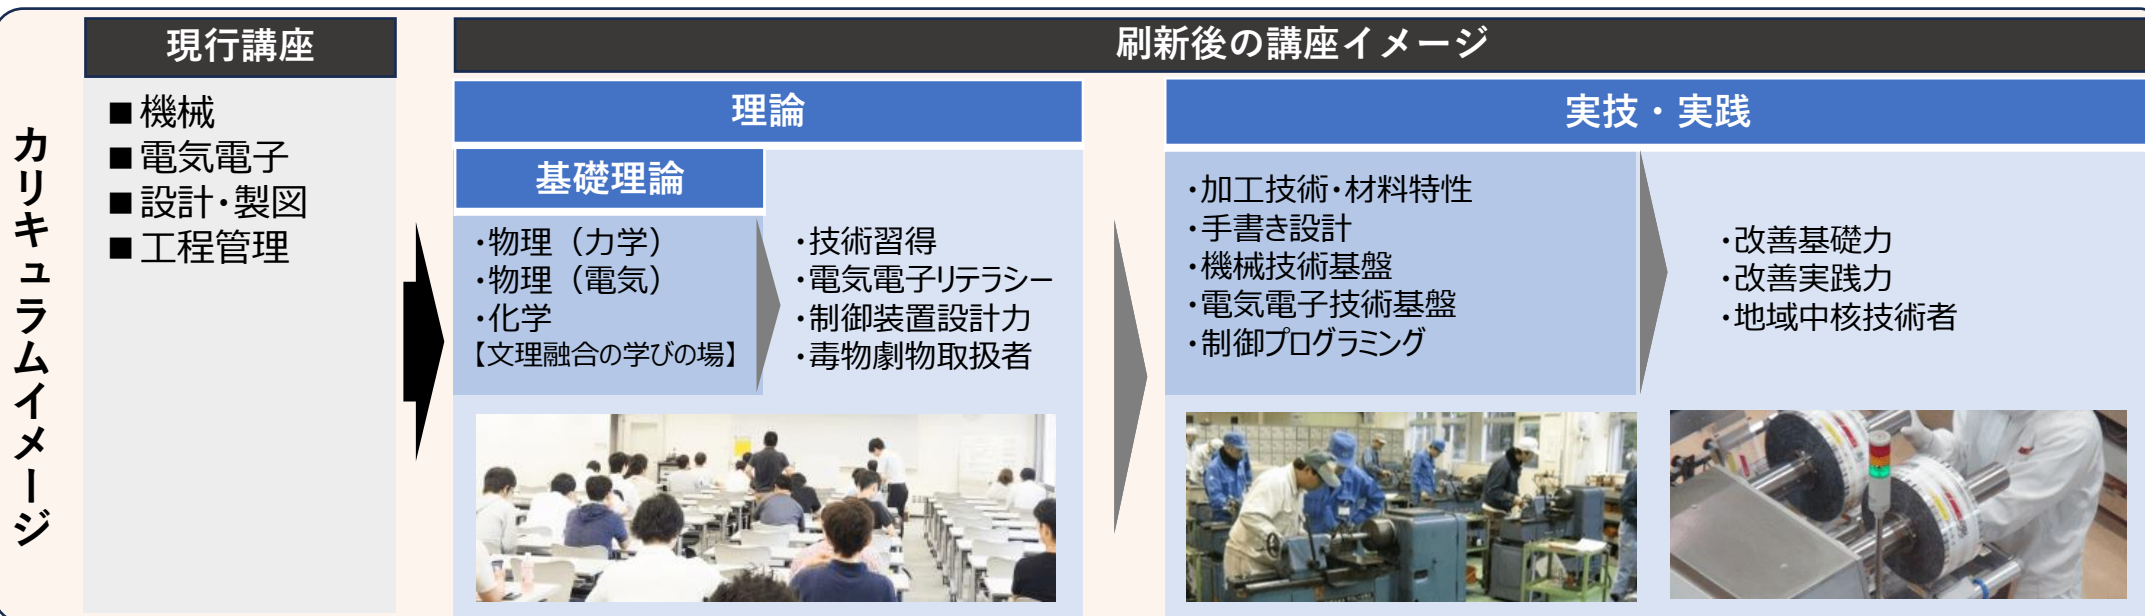 カリキュラムイメージ
現行講座
■機械
■電気電子
■設計・製図
■工程管理
刷新後の講座イメージ
理論
基礎理論
・物理（力学）
・物理（電気）
・化学
【文理融合の学びの場】
・技術習得
・電気電子リテラシー
・制御装置設計力
・毒物劇物取扱者
実技・実践
・加工技術・材料特性
・手書き設計
・機械技術基盤
・電気電子技術基盤
・制御プログラミング
・改善基礎力
・改善実践力
・地域中核技術者